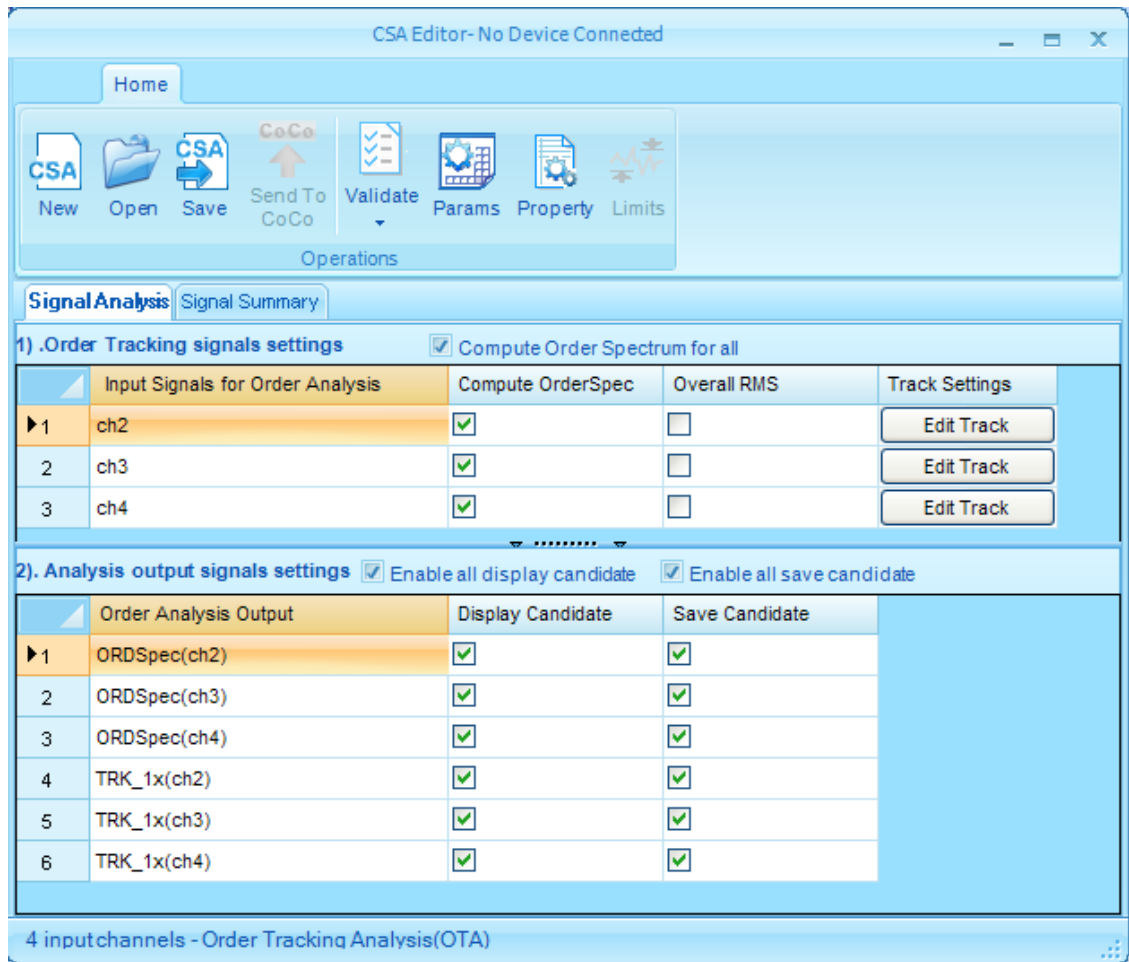 CSA Editor- No Device Connected
Home
CSA CSA CoCo
New Open Save Send To CoCo Validate Params Property Limits
Operations
Signal Analysis Signal Summary
1) .Order Tracking signals settings Compute Order Spectrum for all
Input Signals for Order Analysis Compute OrderSpec Overall RMS Track Settings
1 ch2 Edit Track
2 ch3 Edit Track
3 ch4 Edit Track
2). Analysis output signals settings Enable all display candidate Enable all save candidate
Order Analysis Output Display Candidate Save Candidate
1 ORDSpec(ch2)
2 ORDSpec(ch3)
3 ORDSpec(ch4)
4 TRK_1x(ch2)
5 TRK_1x(ch3)
6 TRK_1x(ch4)
4 input channels - Order Tracking Analysis(OTA)